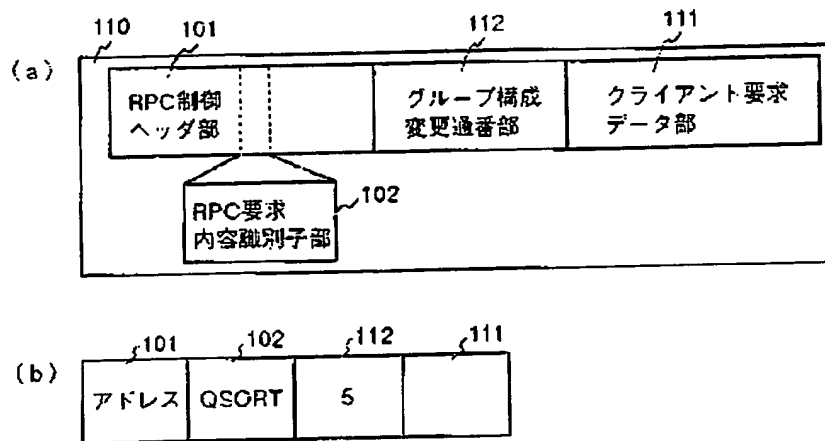 110
101
112
111
(a)
RPC制御
ヘッダ部
グループ構成
変更通番部
クライアント要求
データ部
RPC要求
内容識別子部
102
101
102
112
111
(b)
アドレス
QSORT
5